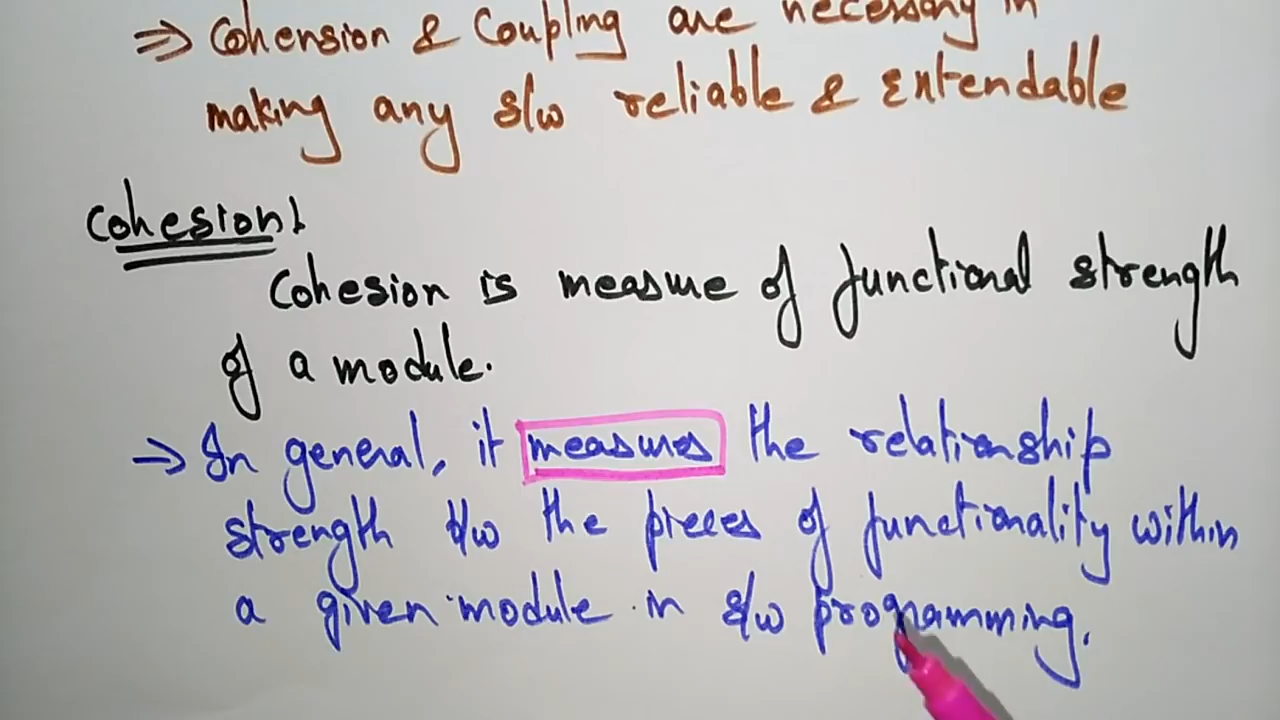 ⇒ Cohension & Coupling are necessary in
making any s/w reliable & Extendable
Cohesion:
Cohesion is measure of functional strength
of a module.
→ In general, it measures the relationship
strength b/w the pieces of functionality within
a given module in s/w programming.